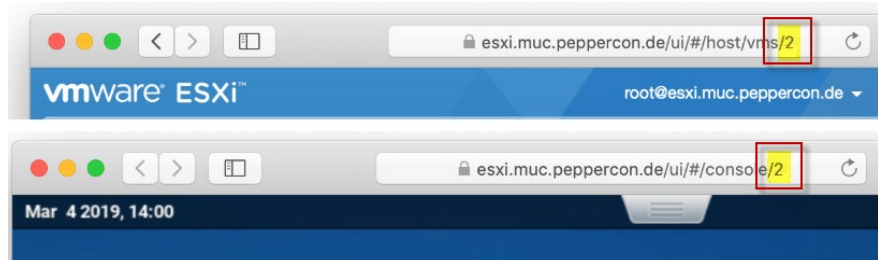 esxi.muc.peppercon.de/ui/#/host/vms/2
vmware® ESXi™
root@esxi.muc.peppercon.de
esxi.muc.peppercon.de/ui/#/console/2
Mar 4 2019, 14:00